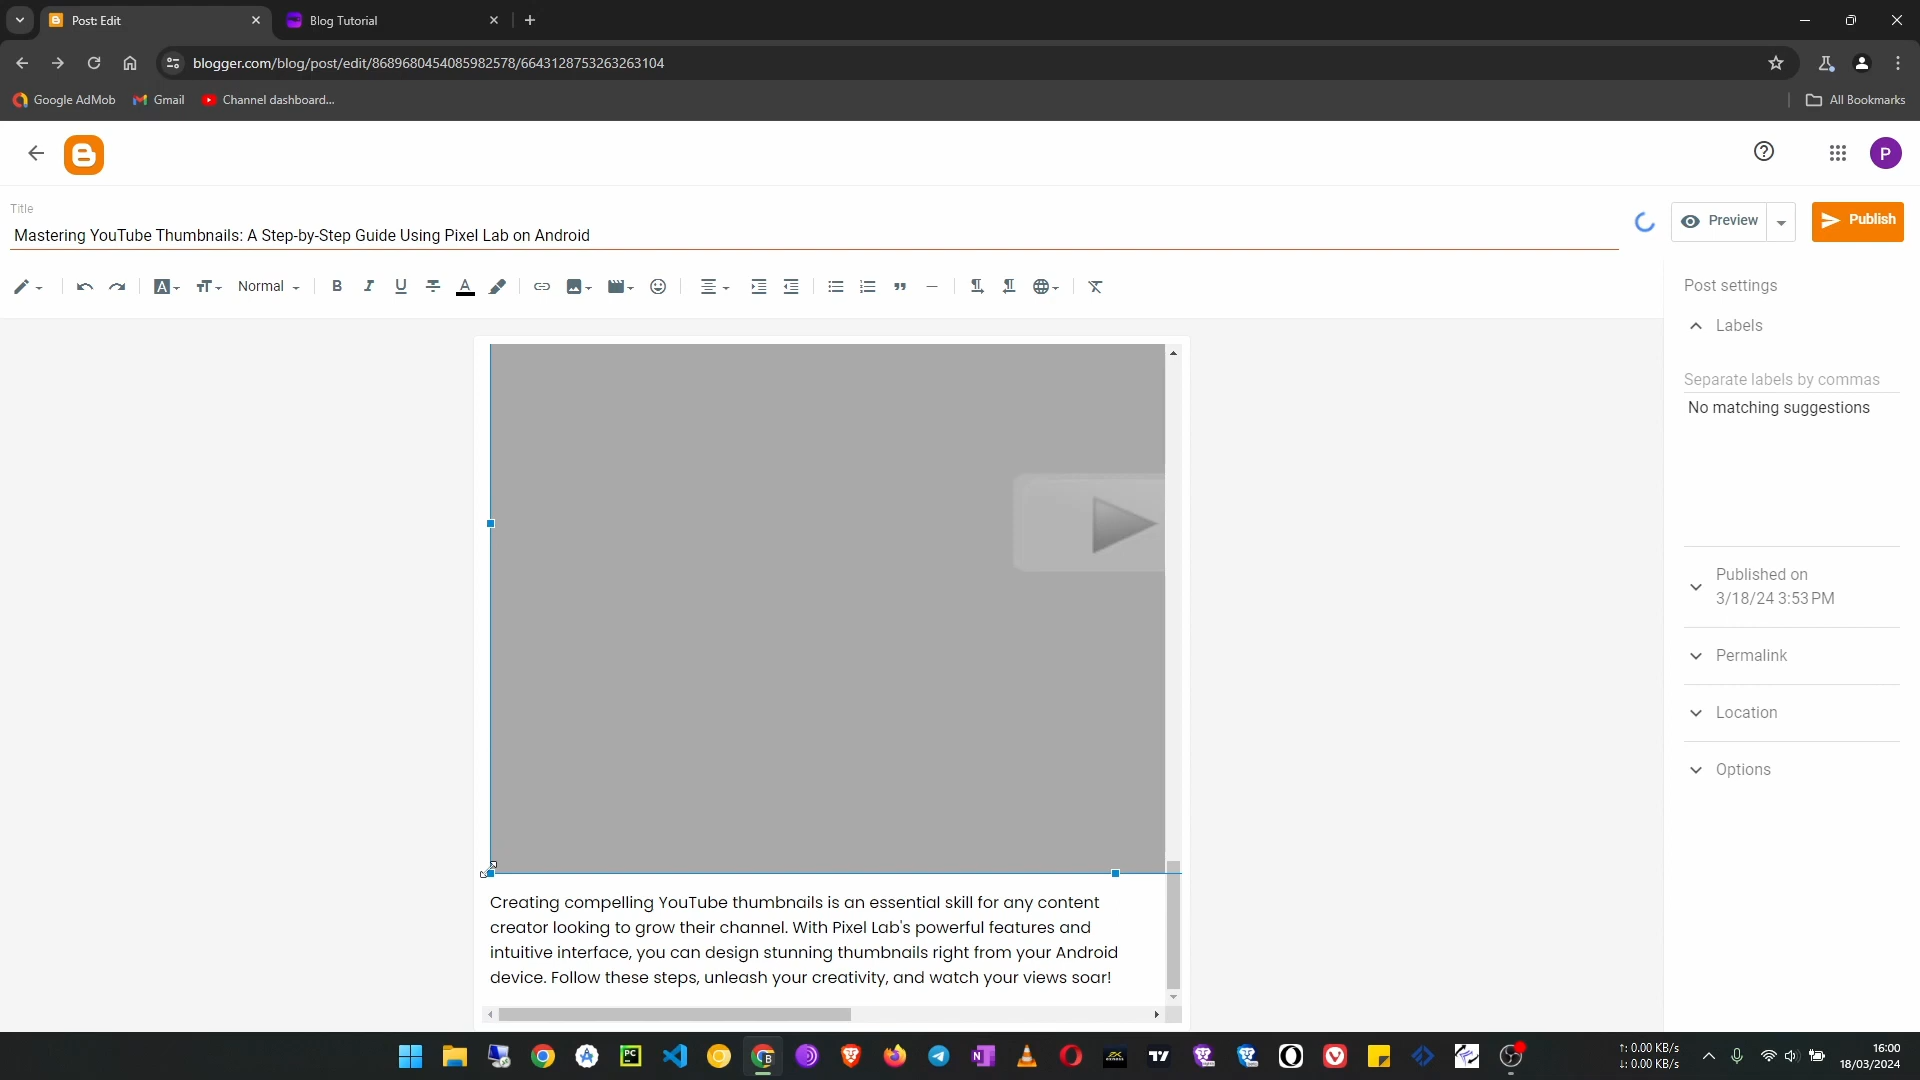 Post: Edit
Blog Tutorial
blogger.com/blog/post/edit/8689680454085982578/6643128753263263104
Google AdMob
Gmail
Channel dashboard...
All Bookmarks
P
Title
Mastering YouTube Thumbnails: A Step-by-Step Guide Using Pixel Lab on Android
Preview
Publish
Normal
Post settings
Labels
Separate labels by commas
No matching suggestions
Published on
3/18/24 3:53 PM
Permalink
Location
Options
Creating compelling YouTube thumbnails is an essential skill for any content
creator looking to grow their channel. With Pixel Lab's powerful features and
intuitive interface, you can design stunning thumbnails right from your Android
device. Follow these steps, unleash your creativity, and watch your views soar!
↑: 0.00 KB/s
↓: 0.00 KB/s
16:00
18/03/2024